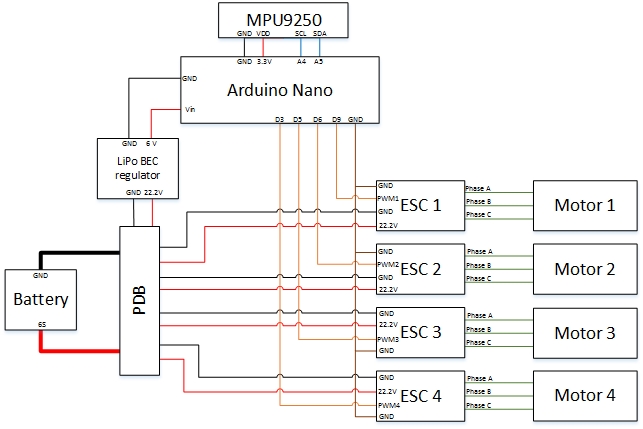 MPU9250
GND VDD SCL SDA
GND 3.3V A4 A5
GND
Arduino Nano
Vin
D3 D5 D6 D9 GND
GND 6 V
LiPo BEC
regulator
GND 22.2V
GND
PWM1
GND
22.2V
ESC 1
Phase A
Phase B
Phase C
Motor 1
GND
PWM2
GND
22.2V
ESC 2
Phase A
Phase B
Phase C
Motor 2
GND
Battery
6S
PDB
GND
22.2V
PWM3
GND
ESC 3
Phase A
Phase B
Phase C
Motor 3
GND
22.2V
PWM4
GND
ESC 4
Phase A
Phase B
Phase C
Motor 4